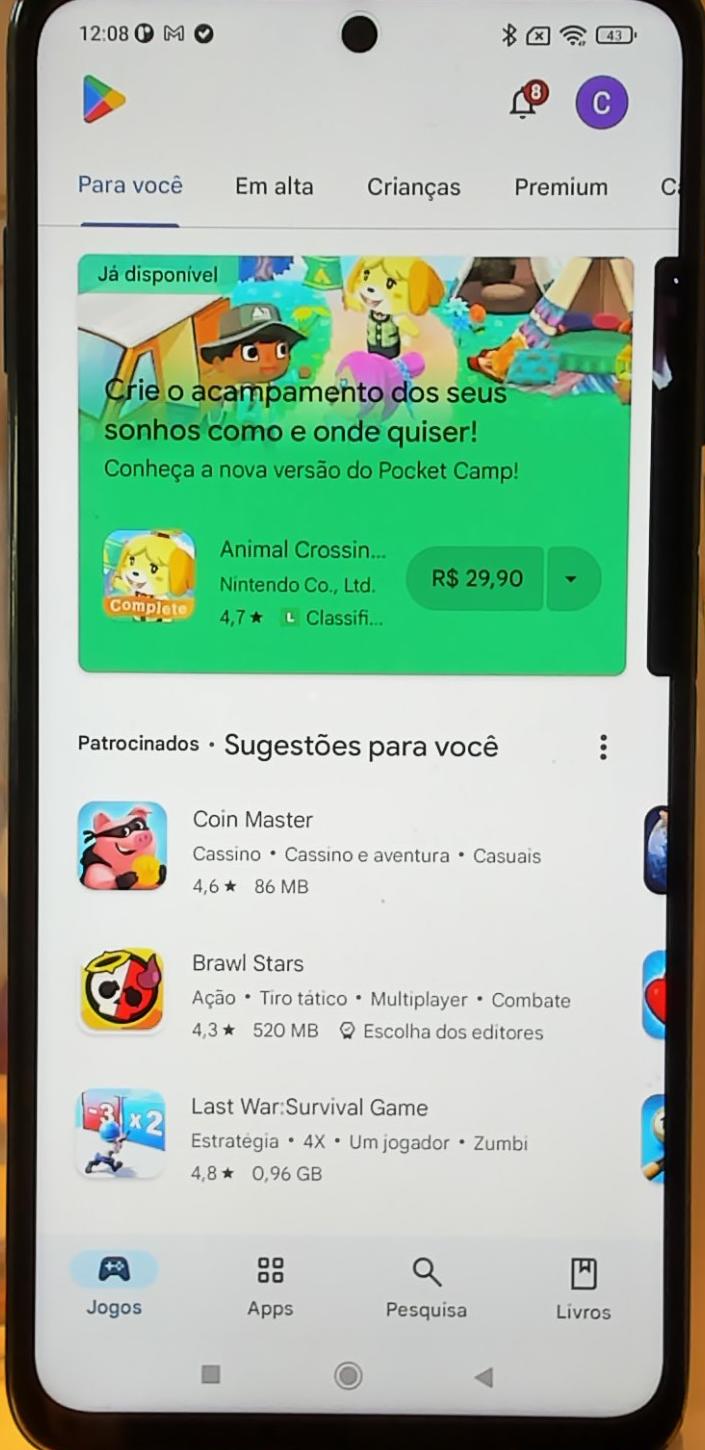 12:08
43
8
C
Para você Em alta Crianças Premium
Já disponível
Crie o acampamento dos seus
sonhos como e onde quiser!
Conheça a nova versão do Pocket Camp!
Complete
Animal Crossin...
Nintendo Co., Ltd.
4,7★ L Classifi...
R$ 29,90
Patrocinados • Sugestões para você
Coin Master
Cassino • Cassino e aventura • Casuais
4,6★ 86 MB
Brawl Stars
Ação • Tiro tático • Multiplayer • Combate
4,3★ 520 MB Escolha dos editores
-3 x2
Last War:Survival Game
Estratégia • 4X • Um jogador • Zumbi
4,8★ 0,96 GB
Jogos Apps Pesquisa Livros